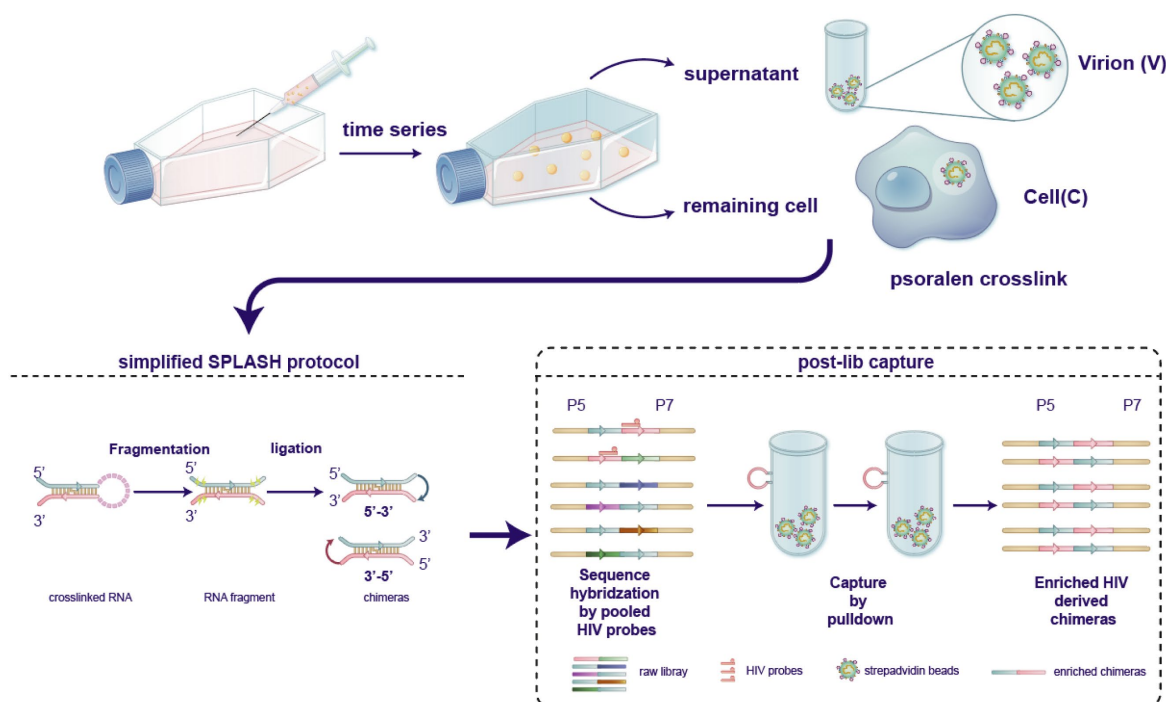 supernatant
Virion (V)
time series
remaining cell
Cell(C)
psoralen crosslink
simplified SPLASH protocol
Fragmentation
ligation
5’
3’
5’
3’
5’
3’
5’-3’
3’
5’
3’-5’
crosslinked RNA
RNA fragment
chimeras
post-lib capture
P5
P7
P5
P7
Sequence
hybridzation
by pooled
HIV probes
Capture
by
pulldown
Enriched HIV
derived
chimeras
raw libray
HIV probes
strepadvidin beads
enriched chimeras